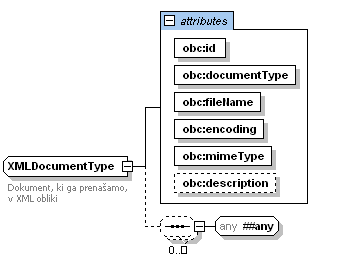 attributes
obc:id
obc:documentType
obc:fileName
obc:encoding
obc:mimeType
obc:description
XMLDocumentType
Dokument, ki ga prenašamo,
v XML obliki
any ##any
0..